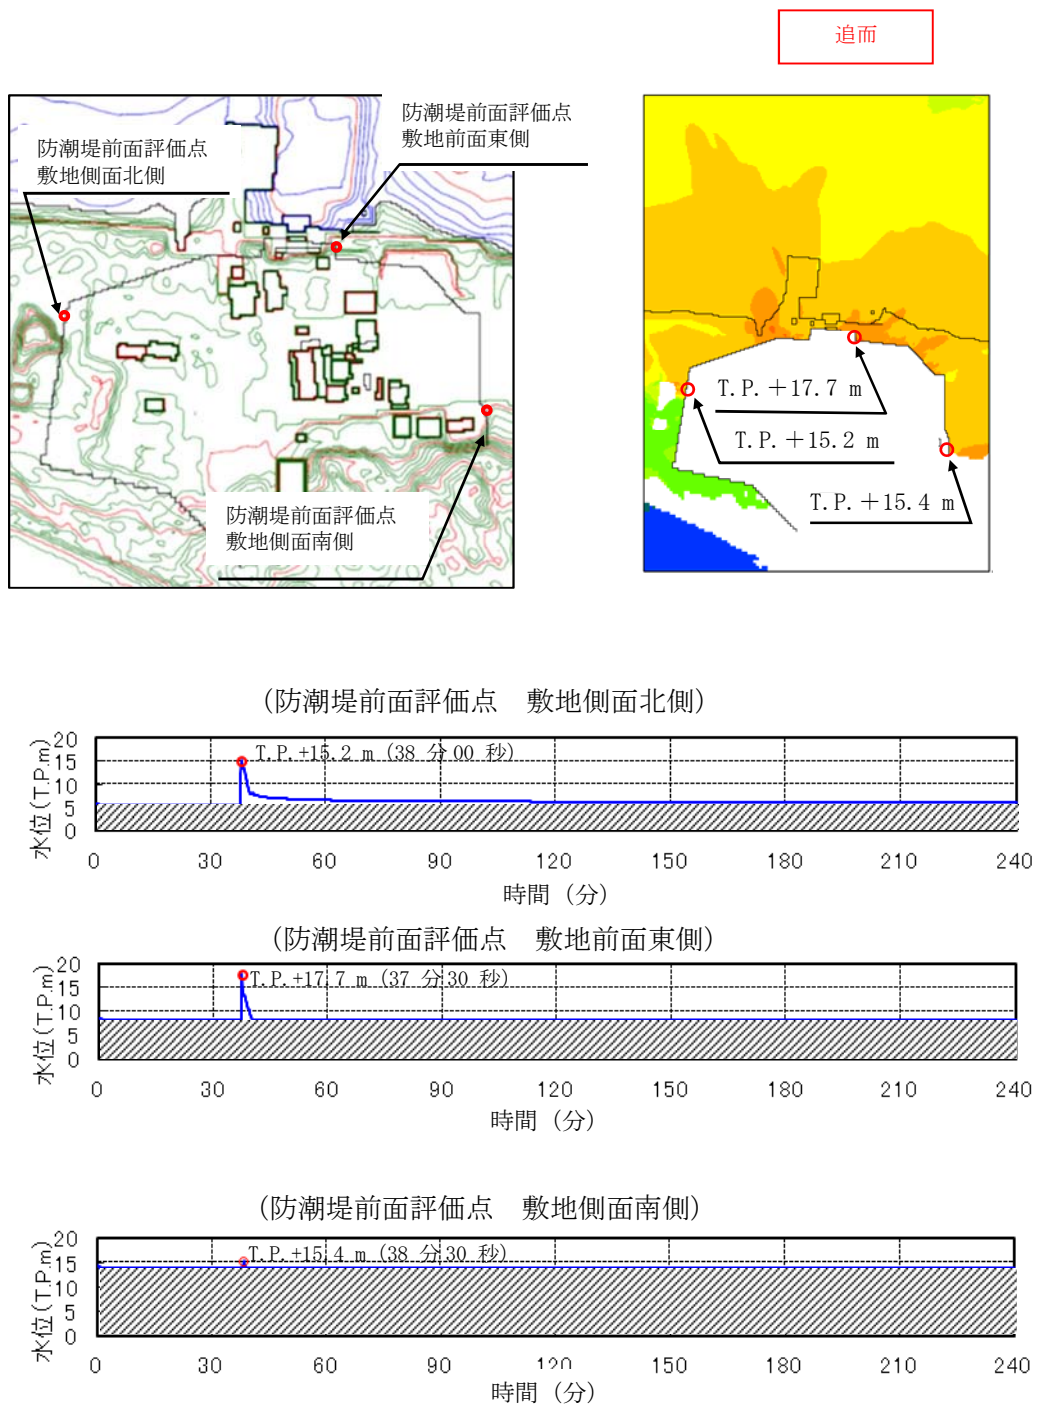 追而
防潮堤前面評価点
敷地前面東側
防潮堤前面評価点
敷地側面北側
防潮堤前面評価点
敷地側面南側
T.P.+17.7 m
T.P.+15.2 m
T.P.+15.4 m
(防潮堤前面評価点 敷地側面北側)
水位(T.P.m)
20
15
10
5
0
T.P.+15.2 m (38 分 00 秒)
0 30 60 90 120 150 180 210 240
時間 (分)
(防潮堤前面評価点 敷地前面東側)
水位(T.P.m)
20
15
10
5
0
T.P.+17.7 m (37 分 30 秒)
0 30 60 90 120 150 180 210 240
時間 (分)
(防潮堤前面評価点 敷地側面南側)
水位(T.P.m)
20
15
10
5
0
T.P.+15.4 m (38 分 30 秒)
0 30 60 90 120 150 180 210 240
時間 (分)